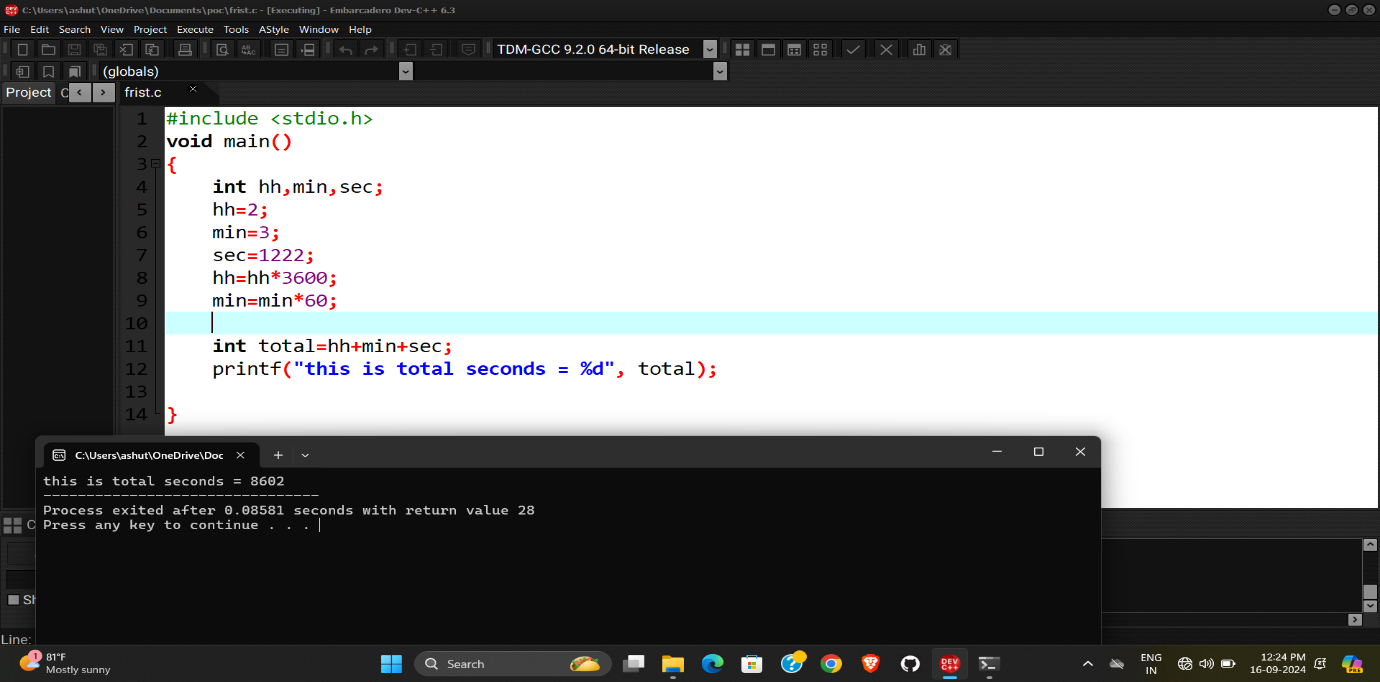 C:\Users\ashut\OneDrive\Documents\poc\frist.c - [Executing] - Embarcadero Dev-C++ 6.3
File Edit Search View Project Execute Tools AStyle Window Help
TDM-GCC 9.2.0 64-bit Release
(globals)
Project C frist.c
1 #include <stdio.h>
2 void main()
3 {
4 int hh,min,sec;
5 hh=2;
6 min=3;
7 sec=1222;
8 hh=hh*3600;
9 min=min*60;
10
11 int total=hh+min+sec;
12 printf("this is total seconds = %d", total);
13
14 }
C:\Users\ashut\OneDrive\Doc
this is total seconds = 8602
--------------------------------
Process exited after 0.08581 seconds with return value 28
Press any key to continue . . .
C
Sh
Line:
1 81°F
Mostly sunny
Search
DEV
C++
ENG
IN
12:24 PM
16-09-2024